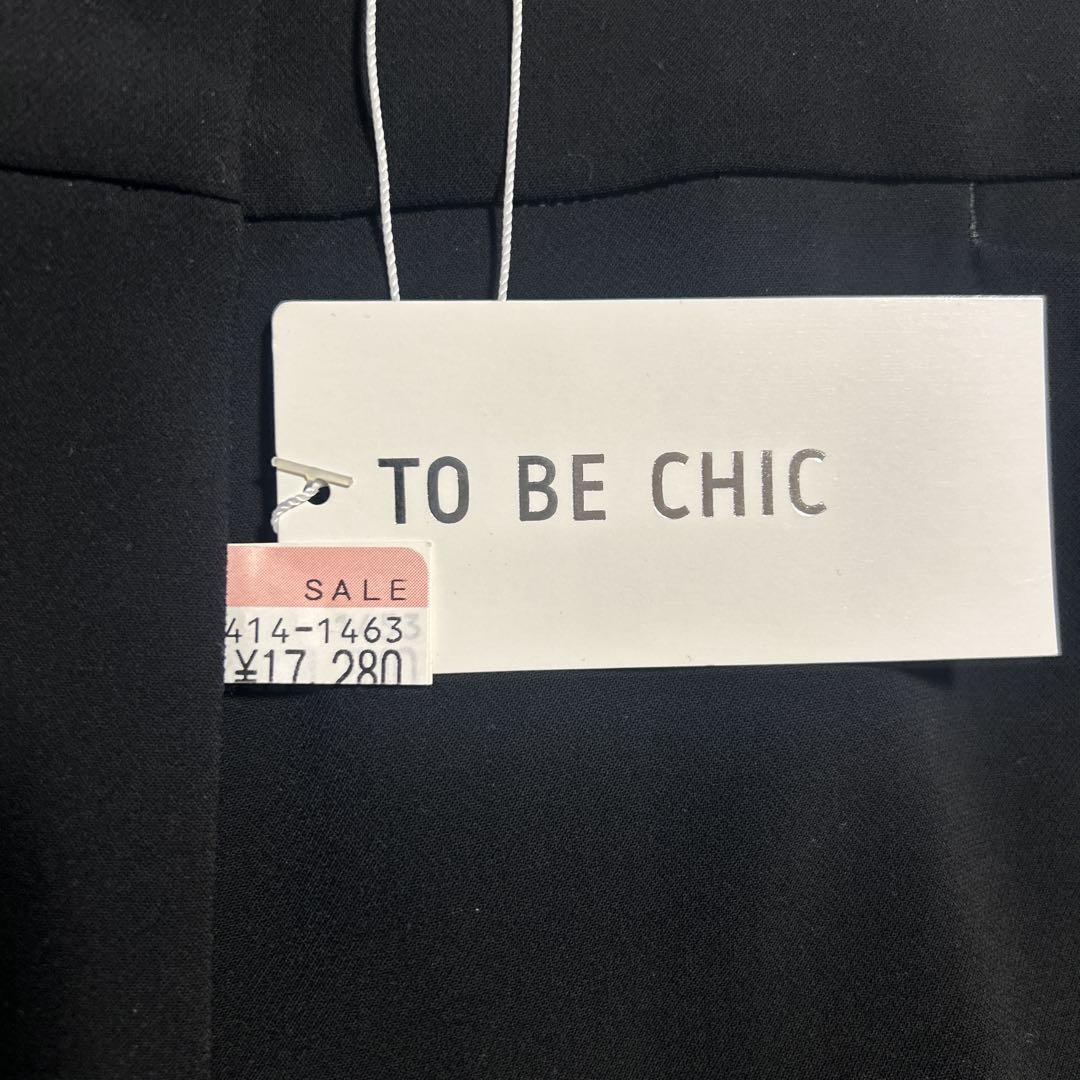 TO BE CHIC
SALE
414-1463
¥17,280